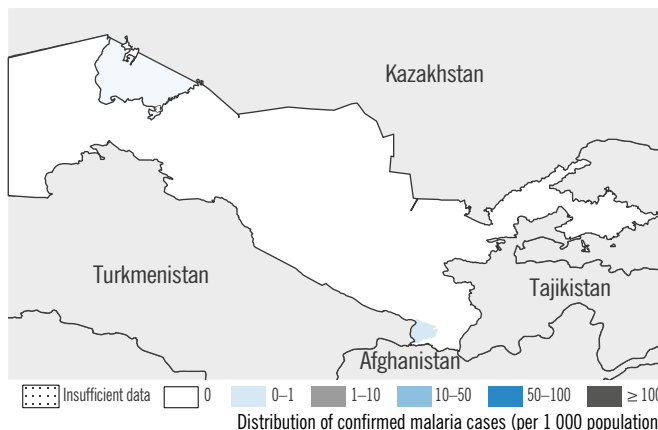 Kazakhstan
Turkmenistan
Tajikistan
Afghanistan
Insufficient data 0 0–1 1–10 10–50 50–100 ≥ 100
Distribution of confirmed malaria cases (per 1 000 population